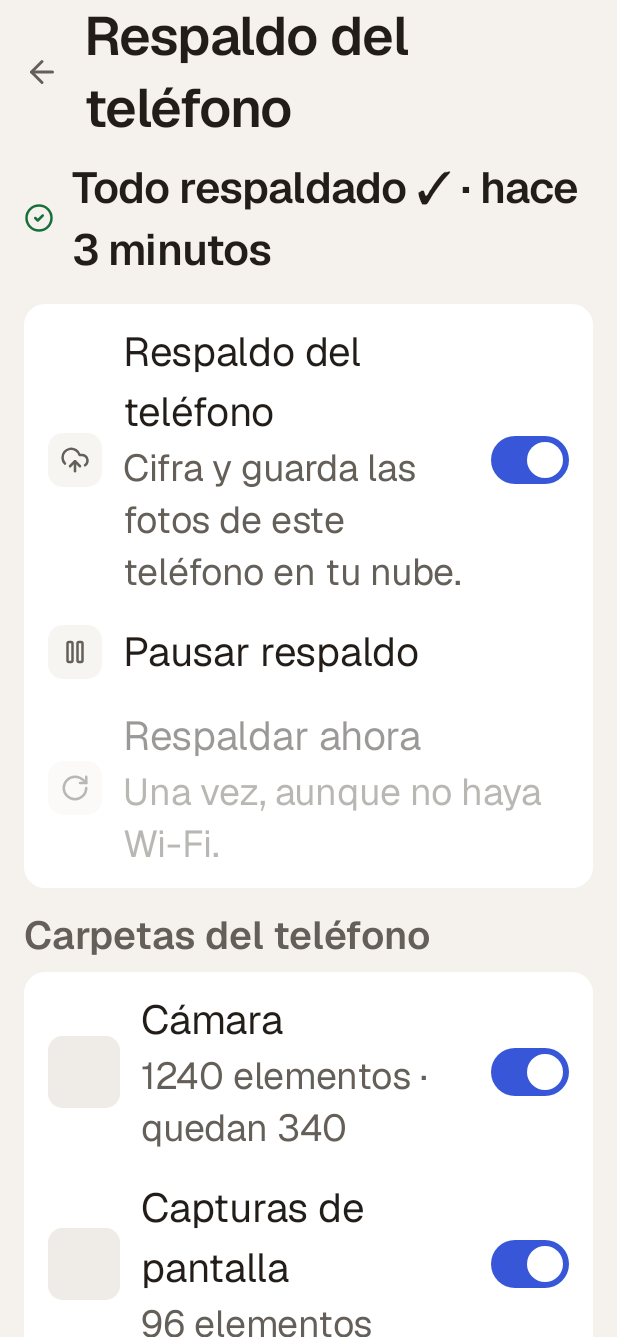 Respaldo del
teléfono
Todo respaldado ✓ · hace
3 minutos
Respaldo del
teléfono
Cifra y guarda las
fotos de este
teléfono en tu nube.
Pausar respaldo
Respaldar ahora
Una vez, aunque no haya
Wi-Fi.
Carpetas del teléfono
Cámara
1240 elementos ·
quedan 340
Capturas de
pantalla
96 elementos